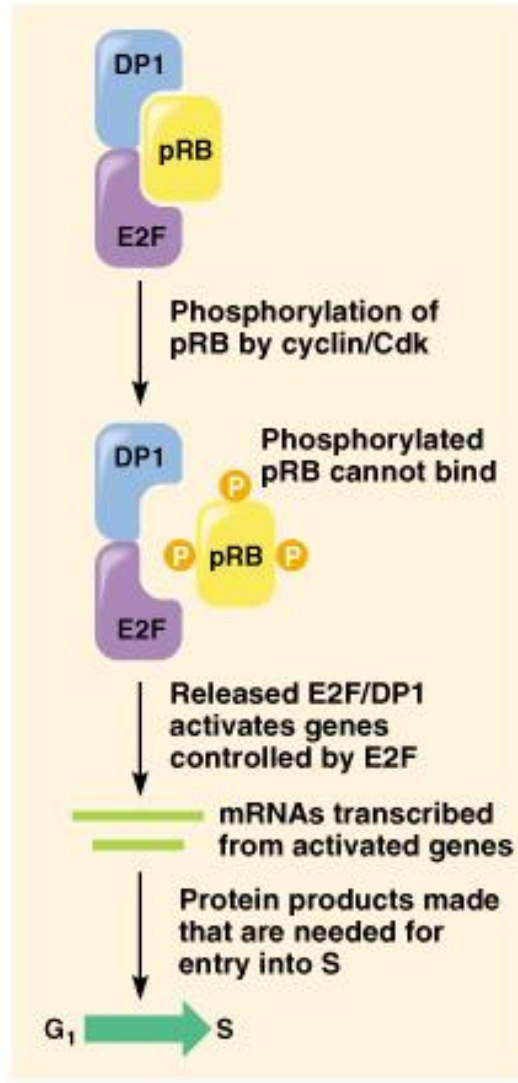 DP1
pRB
E2F
Phosphorylation of
pRB by cyclin/Cdk
DP1
Phosphorylated
pRB cannot bind
P
P pRB P
E2F
Released E2F/DP1
activates genes
controlled by E2F
mRNAs transcribed
from activated genes
Protein products made
that are needed for
entry into S
G₁ S